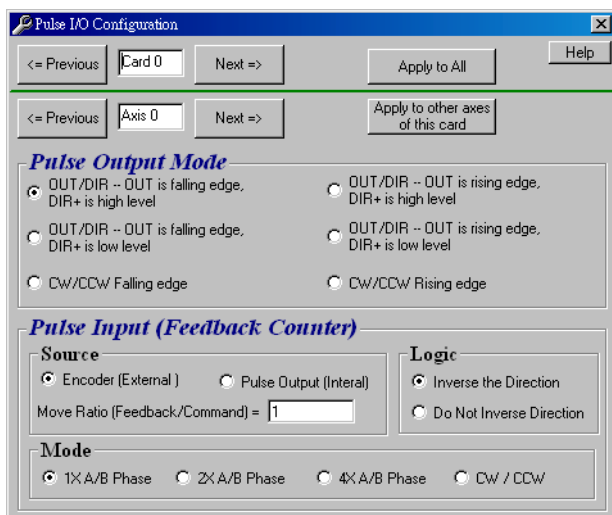 Pulse I/O Configuration
<= Previous Card 0 Next => Apply to All Help
<= Previous Axis 0 Next => Apply to other axes
of this card
Pulse Output Mode
OUT/DIR -- OUT is falling edge,
DIR+ is high level
OUT/DIR -- OUT is rising edge,
DIR+ is high level
OUT/DIR -- OUT is falling edge,
DIR+ is low level
OUT/DIR -- OUT is rising edge,
DIR+ is low level
CW/CCW Falling edge CW/CCW Rising edge
Pulse Input (Feedback Counter)
Source
Encoder (External ) Pulse Output (Interal)
Move Ratio (Feedback/Command) = 1
Logic
Inverse the Direction
Do Not Inverse Direction
Mode
1X A/B Phase 2X A/B Phase 4X A/B Phase CW / CCW